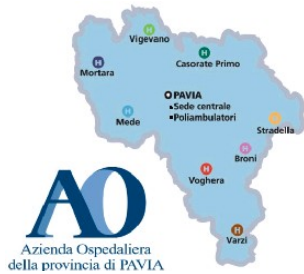 H
Vigevano
H
Mortara
H
Casorate Primo
PAVIA
Sede centrale
Poliambulatori
H
Mede
H
Stradella
H
Broni
H
Voghera
H
Varzi
AO
Azienda Ospedaliera
della provincia di PAVIA